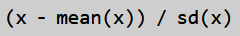 (x - mean(x)) / sd(x)